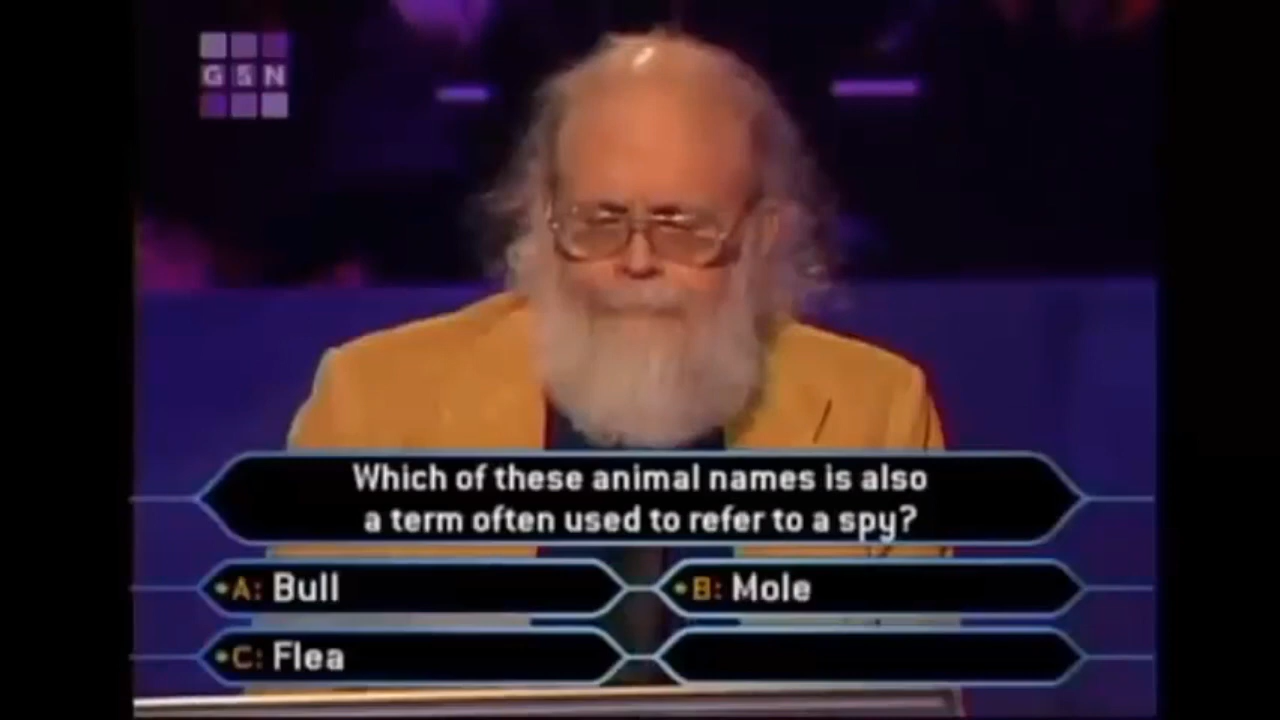 GSN
Which of these animal names is also
a term often used to refer to a spy?
A: Bull
B: Mole
C: Flea